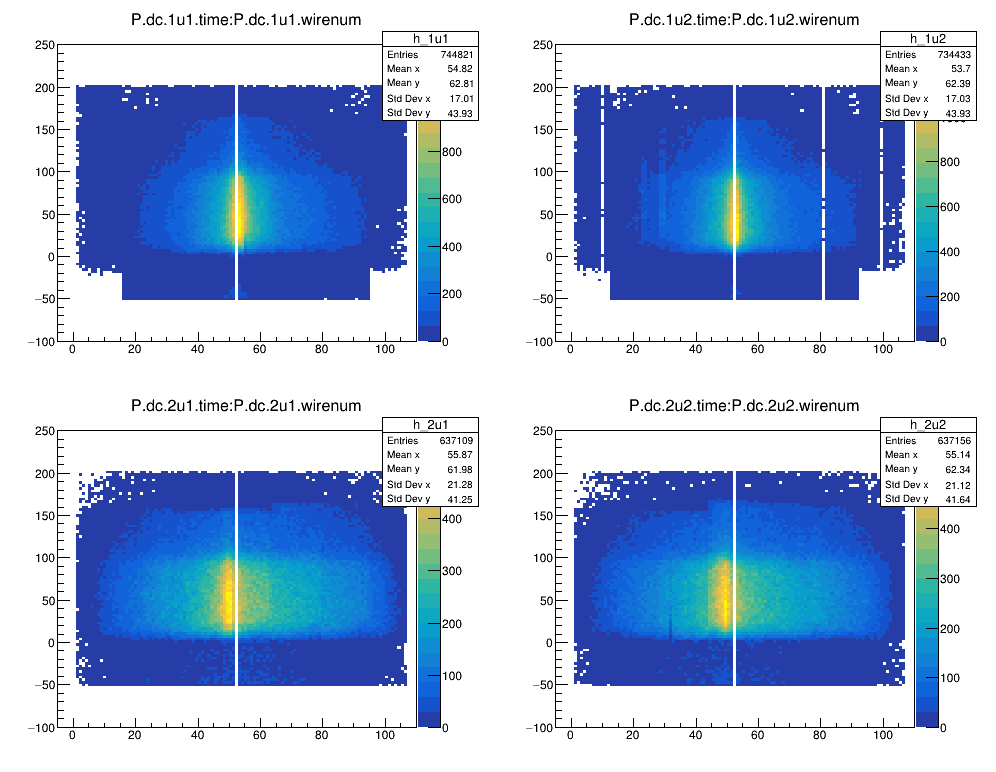 P.dc.1u1.time:P.dc.1u1.wirenum
h_1u1
Entries 744821
Mean x 54.82
Mean y 62.81
Std Dev x 17.01
Std Dev y 43.93
250
200
150
100
50
0
−50
−100
0 20 40 60 80 100
800
600
400
200
0
P.dc.1u2.time:P.dc.1u2.wirenum
h_1u2
Entries 734433
Mean x 53.7
Mean y 62.39
Std Dev x 17.03
Std Dev y 43.93
250
200
150
100
50
0
−50
−100
0 20 40 60 80 100
800
600
400
200
0
P.dc.2u1.time:P.dc.2u1.wirenum
h_2u1
Entries 637109
Mean x 55.87
Mean y 61.98
Std Dev x 21.28
Std Dev y 41.25
250
200
150
100
50
0
−50
−100
0 20 40 60 80 100
400
300
200
100
0
P.dc.2u2.time:P.dc.2u2.wirenum
h_2u2
Entries 637156
Mean x 55.14
Mean y 62.34
Std Dev x 21.12
Std Dev y 41.64
250
200
150
100
50
0
−50
−100
0 20 40 60 80 100
400
300
200
100
0